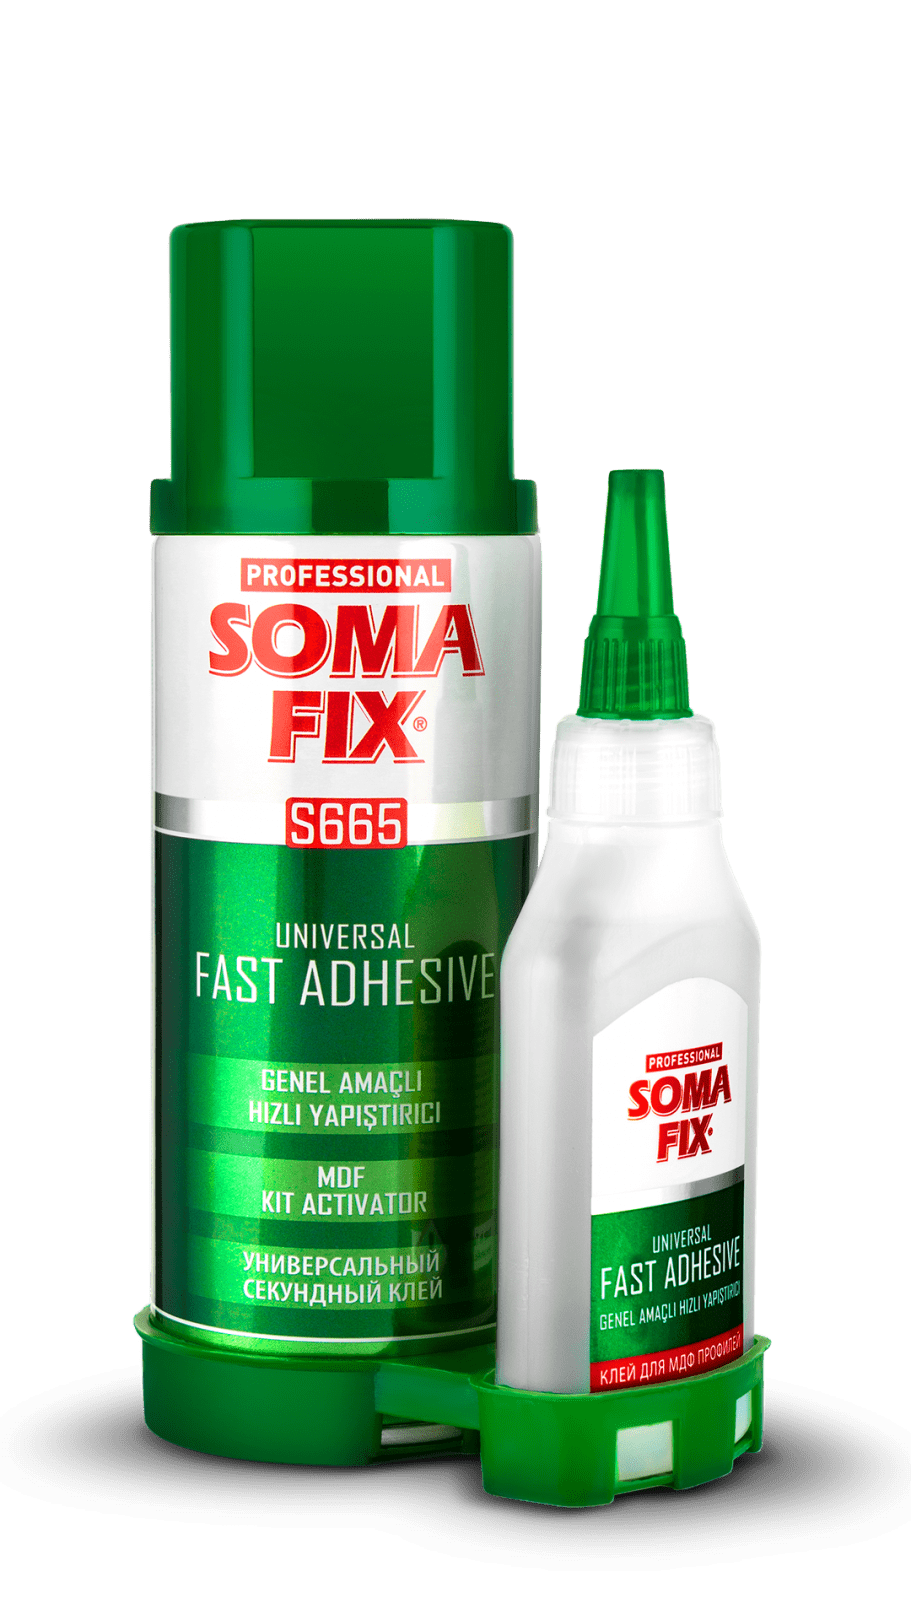 PROFESSIONAL
SOMA
FIX®
S665
UNIVERSAL
FAST ADHESIVE
GENEL AMAÇLI
HIZLI YAPIŞTIRICI
MDF
KIT ACTIVATOR
УНИВЕРСАЛЬНЫЙ
СЕКУНДНЫЙ КЛЕЙ
PROFESSIONAL
SOMA
FIX
UNIVERSAL
FAST ADHESIVE
GENEL AMAÇLI HIZLI YAPIŞTIRICI
КЛЕЙ ДЛЯ МДФ ПРОФИЛЕЙ